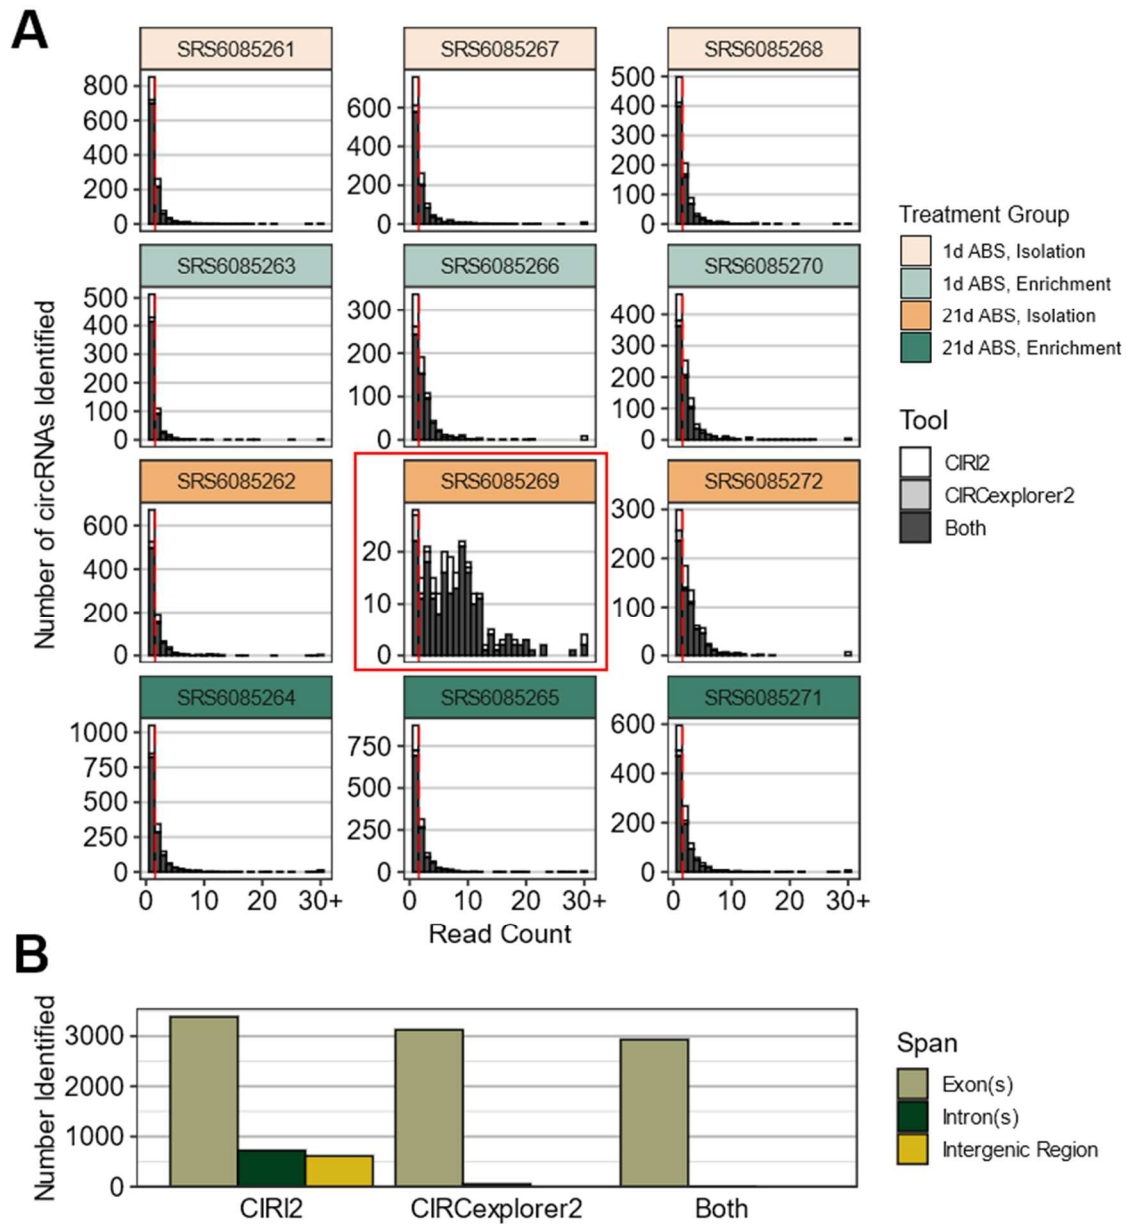 A
SRS6085261
SRS6085267
SRS6085268
800
600
400
200
0
600
400
200
0
500
400
300
200
100
0
SRS6085263
SRS6085266
SRS6085270
500
400
300
200
100
0
300
200
100
0
400
300
200
100
0
SRS6085262
SRS6085269
SRS6085272
600
400
200
0
20
10
0
300
200
100
0
SRS6085264
SRS6085265
SRS6085271
1000
750
500
250
0
750
500
250
0
600
400
200
0
0 10 20 30+
0 10 20 30+
0 10 20 30+
Number of circRNAs Identified
Read Count
Treatment Group
1d ABS, Isolation
1d ABS, Enrichment
21d ABS, Isolation
21d ABS, Enrichment
Tool
CIRI2
CIRCexplorer2
Both
B
Number Identified
3000
2000
1000
0
CIRI2
CIRCexplorer2
Both
Span
Exon(s)
Intron(s)
Intergenic Region